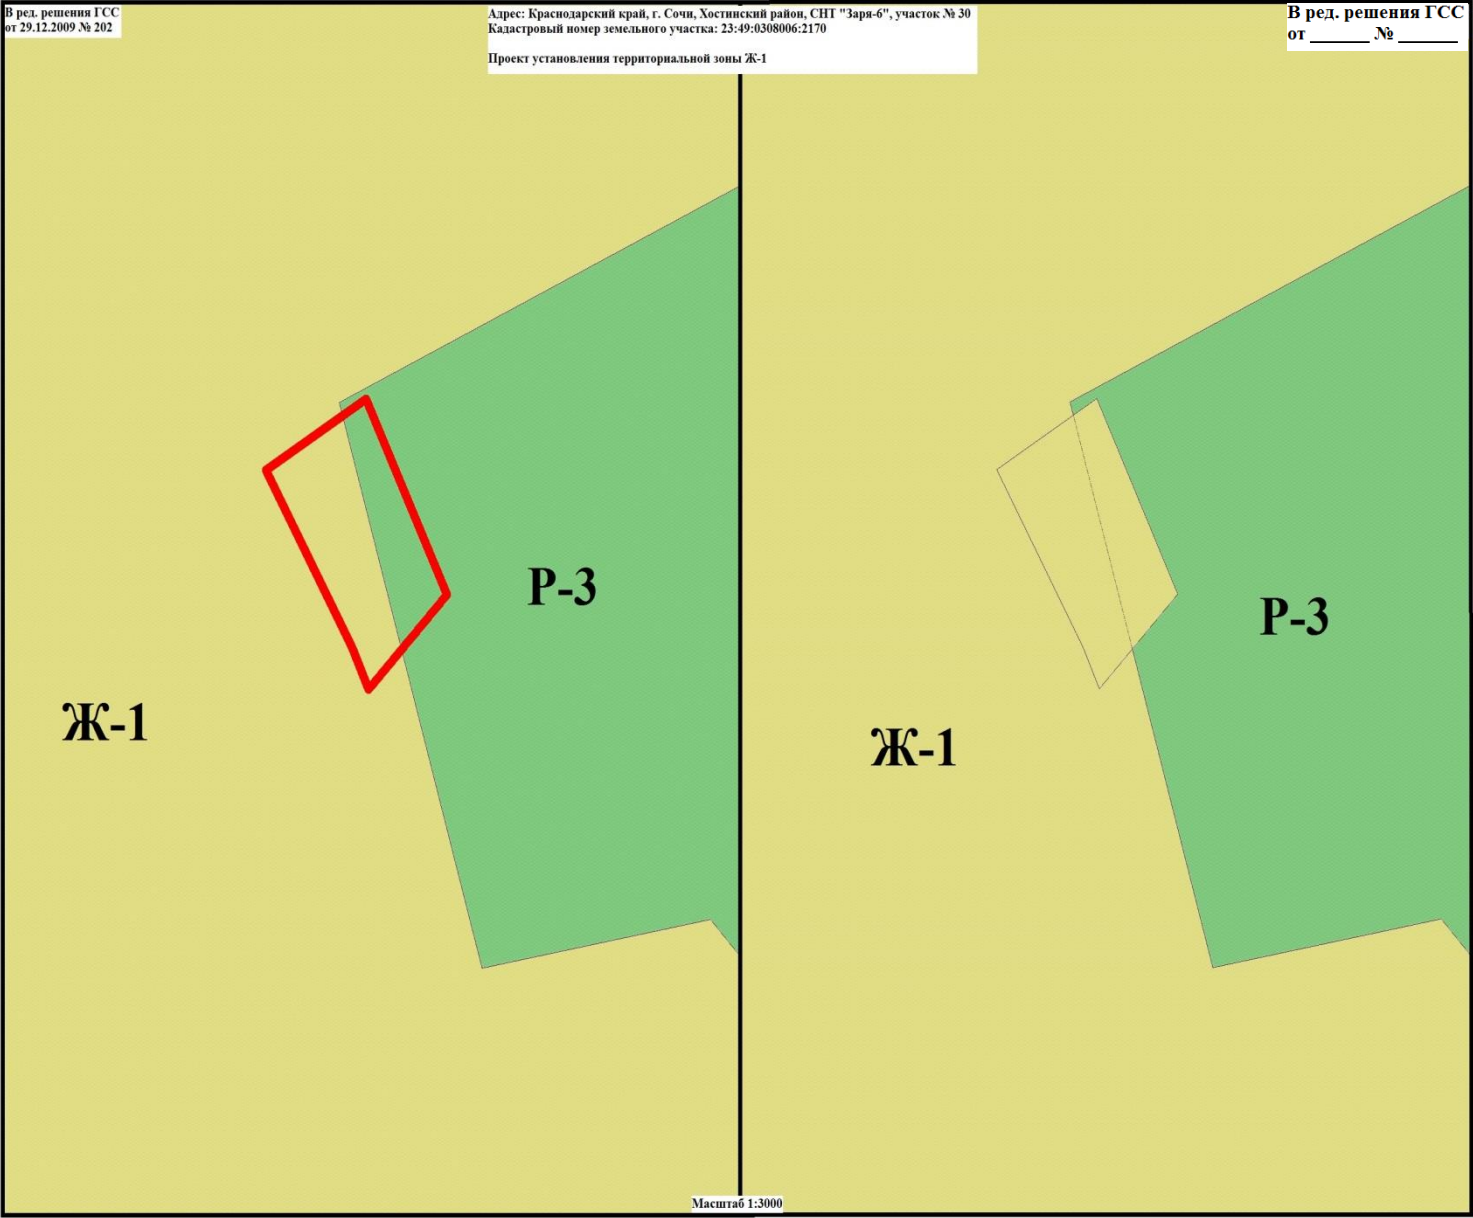 В ред. решения ГСС
от 29.12.2009 № 202
Адрес: Краснодарский край, г. Сочи, Хостинский район, СНТ "Заря-6", участок № 30
Кадастровый номер земельного участка: 23:49:0308006:2170
Проект установления территориальной зоны Ж-1
В ред. решения ГСС
от ______ № ______
Р-3
Ж-1
Р-3
Ж-1
Масштаб 1:3000